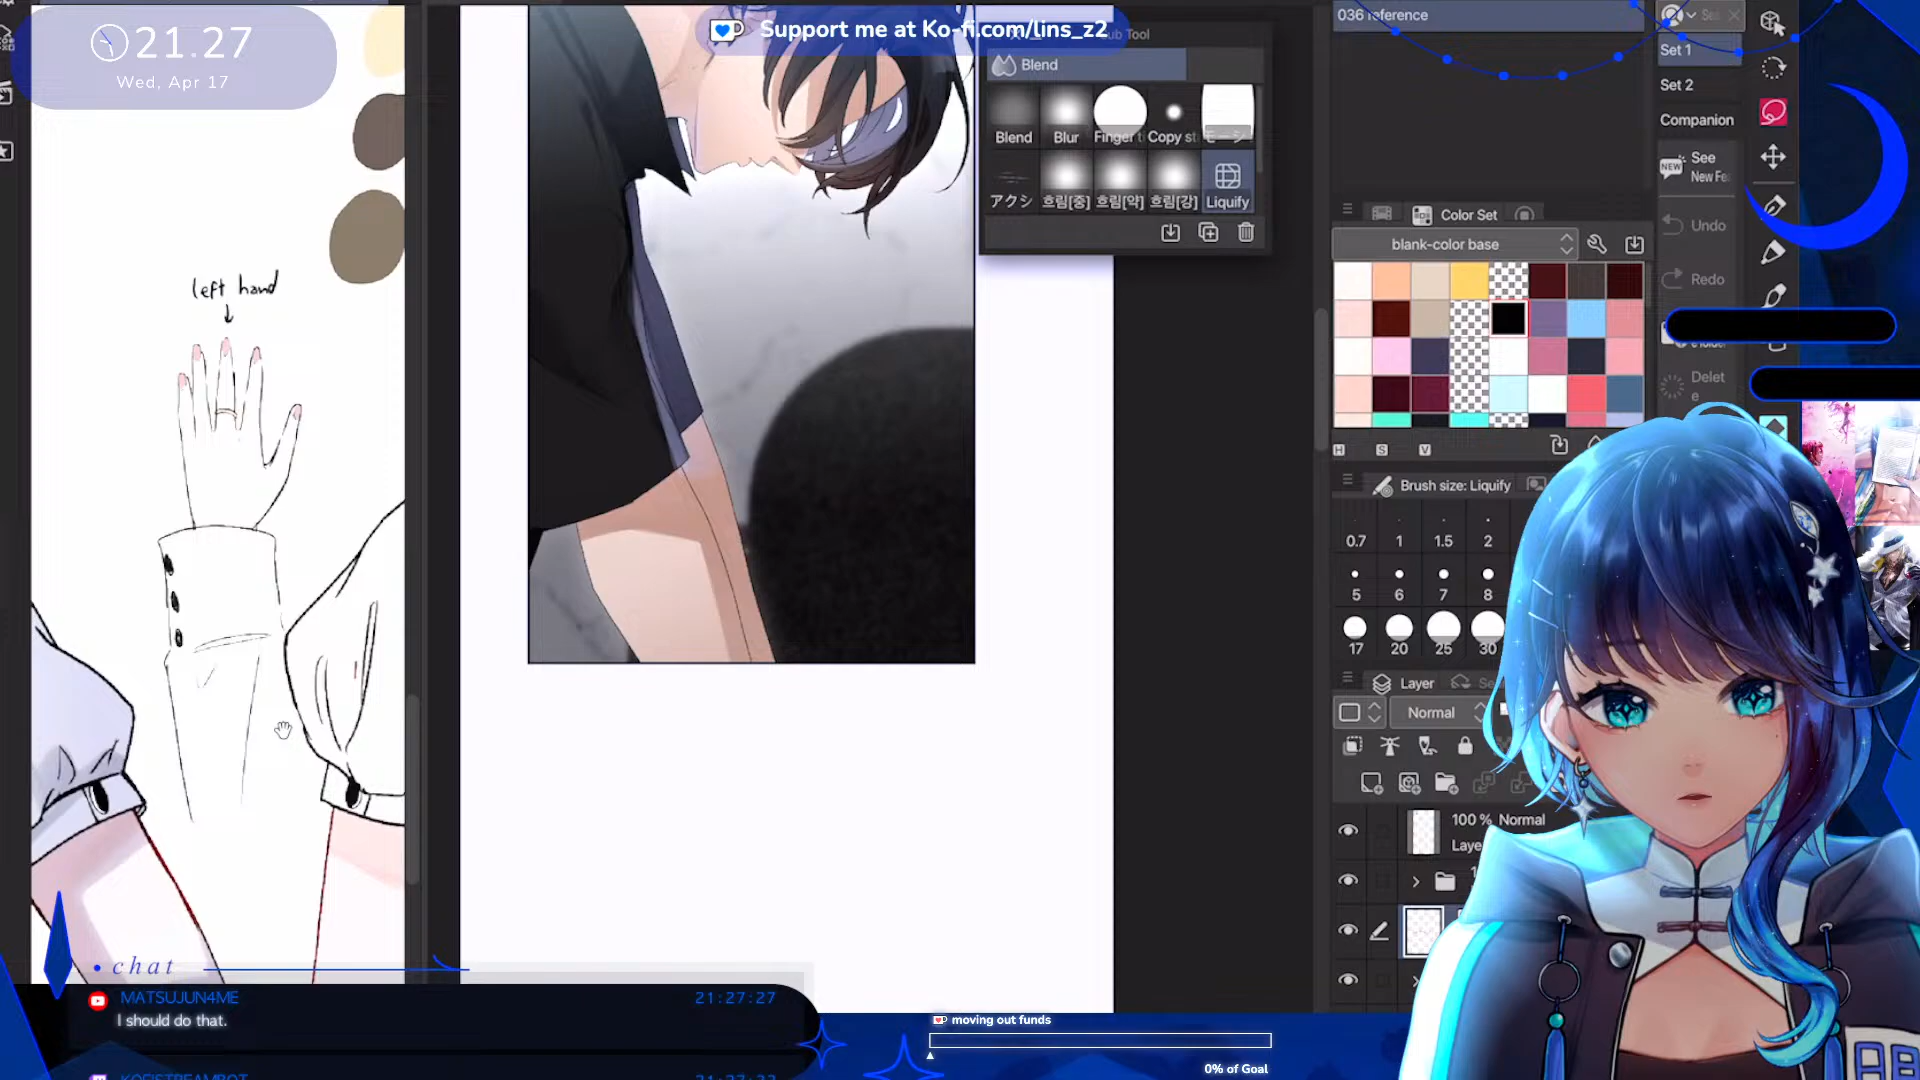 21.27
Wed, Apr 17
Support me at Ko-fi.com/lins_z2
036 reference
Blend
Blend
Blur
Finger
Copy st
アクシ
흐림[중]
흐림[약]
흐림[강]
Liquify
Set 1
Set 2
Companion
NEW
See
New Fe
Undo
Redo
Delet
e
Color Set
blank-color base
H
S
V
Brush size: Liquify
0.7
1
1.5
2
5
6
7
8
17
20
25
30
Layer
Normal
100 % Normal
Laye
left hand
chat
MATSUJUN4ME
21:27:27
I should do that.
moving out funds
0% of Goal